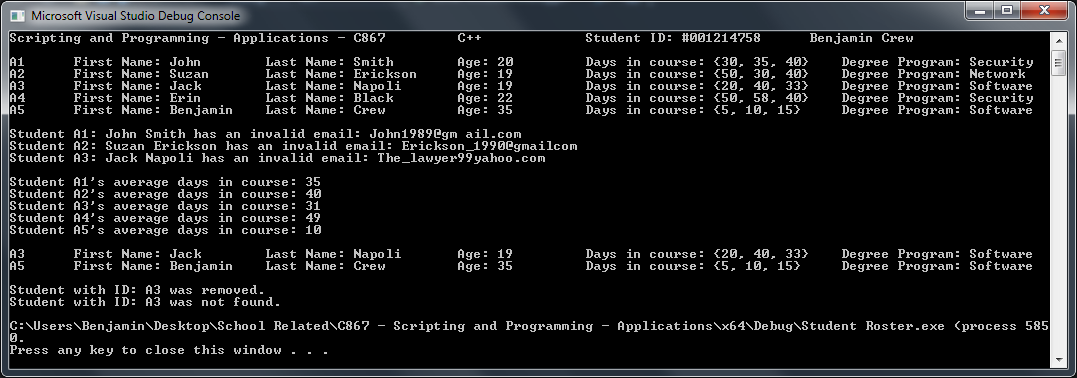 Microsoft Visual Studio Debug Console
Scripting and Programming - Applications - C867 C++ Student ID: #001214758 Benjamin Crew
A1 First Name: John Last Name: Smith Age: 20 Days in course: {30, 35, 40} Degree Program: Security
A2 First Name: Suzan Last Name: Erickson Age: 19 Days in course: {50, 30, 40} Degree Program: Network
A3 First Name: Jack Last Name: Napoli Age: 19 Days in course: {20, 40, 33} Degree Program: Software
A4 First Name: Erin Last Name: Black Age: 22 Days in course: {50, 58, 40} Degree Program: Security
A5 First Name: Benjamin Last Name: Crew Age: 35 Days in course: {5, 10, 15} Degree Program: Software
Student A1: John Smith has an invalid email: John1989@gm ail.com
Student A2: Suzan Erickson has an invalid email: Erickson_1990@gmailcom
Student A3: Jack Napoli has an invalid email: The_lawyer99yahoo.com
Student A1's average days in course: 35
Student A2's average days in course: 40
Student A3's average days in course: 31
Student A4's average days in course: 49
Student A5's average days in course: 10
A3 First Name: Jack Last Name: Napoli Age: 19 Days in course: {20, 40, 33} Degree Program: Software
A5 First Name: Benjamin Last Name: Crew Age: 35 Days in course: {5, 10, 15} Degree Program: Software
Student with ID: A3 was removed.
Student with ID: A3 was not found.
C:\Users\Benjamin\Desktop\School Related\C867 - Scripting and Programming - Applications\x64\Debug\Student Roster.exe (process 585
0.
Press any key to close this window . . .